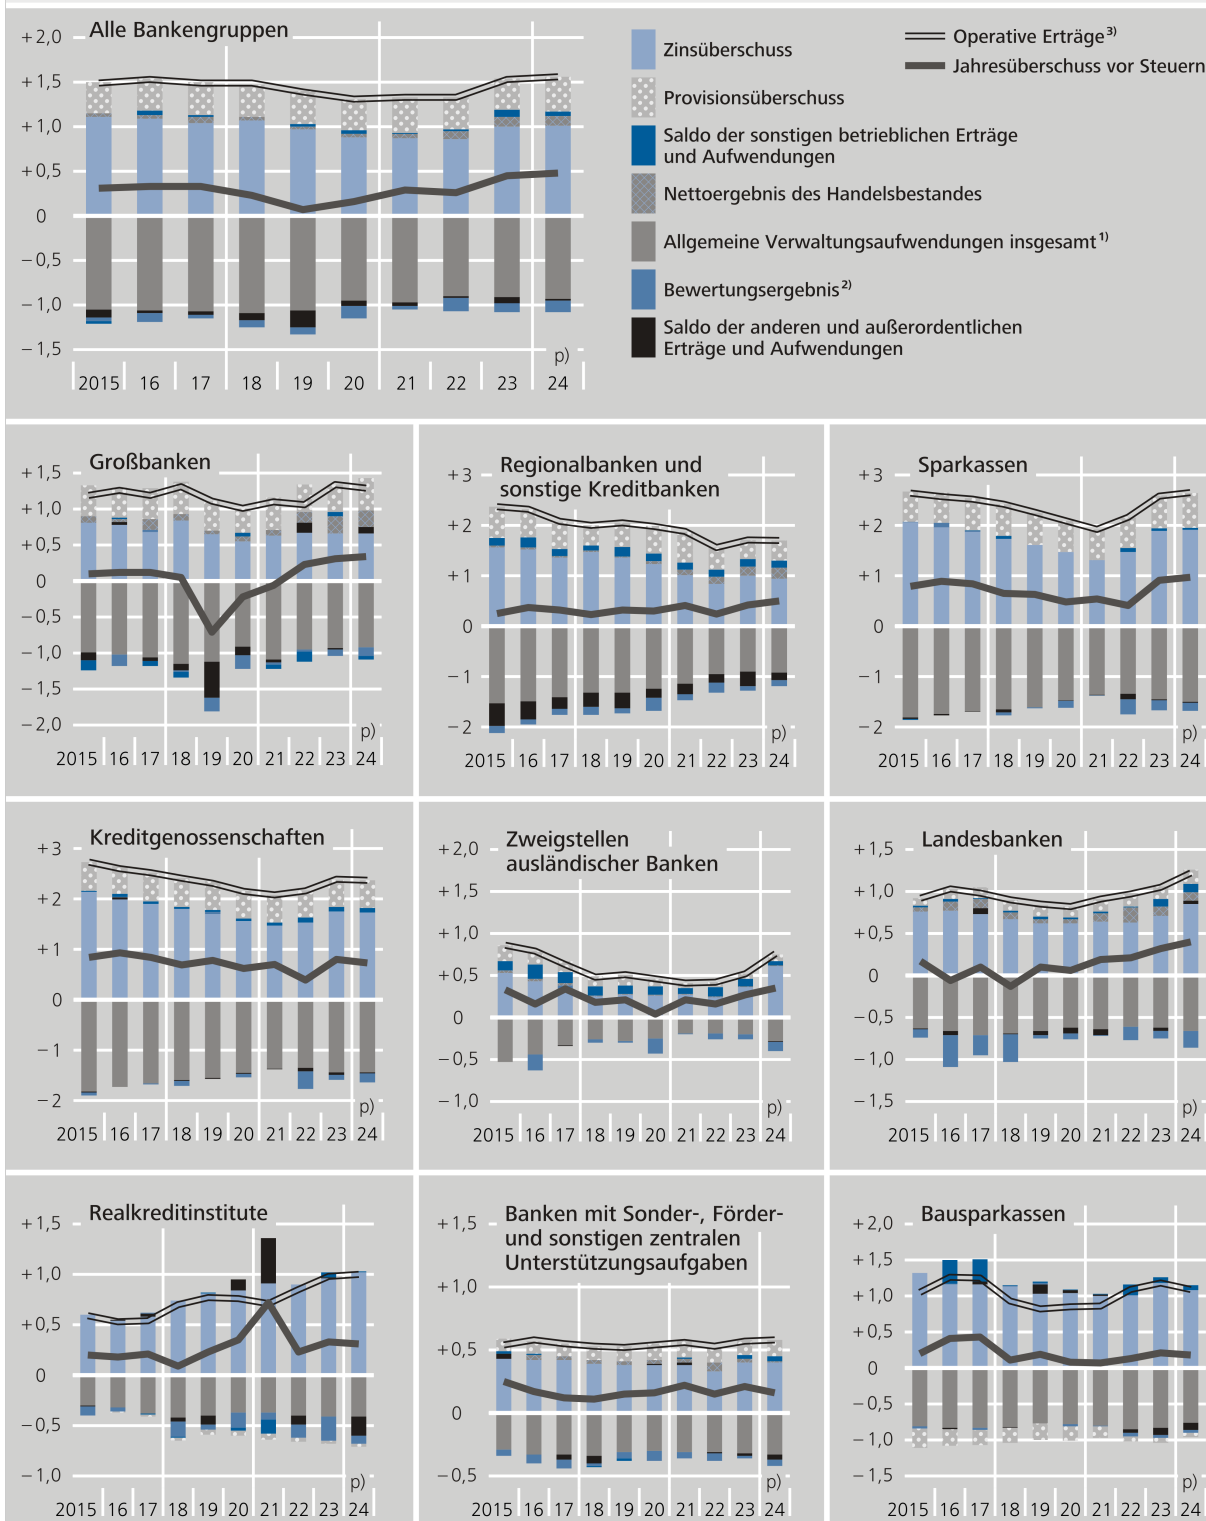 Alle Bankengruppen
+ 2,0
+ 1,5
+ 1,0
+ 0,5
0
− 0,5
− 1,0
− 1,5
p)
2015 16 17 18 19 20 21 22 23 24
Zinsüberschuss
Provisionsüberschuss
Saldo der sonstigen betrieblichen Erträge
und Aufwendungen
Nettoergebnis des Handelsbestandes
Allgemeine Verwaltungsaufwendungen insgesamt 1)
Bewertungsergebnis 2)
Saldo der anderen und außerordentlichen
Erträge und Aufwendungen
Operative Erträge 3)
Jahresüberschuss vor Steuern
Großbanken
+ 1,5
+ 1,0
+ 0,5
0
− 0,5
− 1,0
− 1,5
− 2,0
p)
2015 16 17 18 19 20 21 22 23 24
Regionalbanken und
sonstige Kreditbanken
+ 3
+ 2
+ 1
0
− 1
− 2
p)
2015 16 17 18 19 20 21 22 23 24
Sparkassen
+ 3
+ 2
+ 1
0
− 1
− 2
p)
2015 16 17 18 19 20 21 22 23 24
Kreditgenossenschaften
+ 3
+ 2
+ 1
0
− 1
− 2
p)
2015 16 17 18 19 20 21 22 23 24
Zweigstellen
ausländischer Banken
+ 2,0
+ 1,5
+ 1,0
+ 0,5
0
− 0,5
− 1,0
p)
2015 16 17 18 19 20 21 22 23 24
Landesbanken
+ 1,5
+ 1,0
+ 0,5
0
− 0,5
− 1,0
− 1,5
p)
2015 16 17 18 19 20 21 22 23 24
Realkreditinstitute
+ 1,5
+ 1,0
+ 0,5
0
− 0,5
− 1,0
p)
2015 16 17 18 19 20 21 22 23 24
Banken mit Sonder-, Förder-
und sonstigen zentralen
Unterstützungsaufgaben
+ 1,5
+ 1,0
+ 0,5
0
− 0,5
p)
2015 16 17 18 19 20 21 22 23 24
Bausparkassen
+ 2,0
+ 1,5
+ 1,0
+ 0,5
0
− 0,5
− 1,0
− 1,5
p)
2015 16 17 18 19 20 21 22 23 24